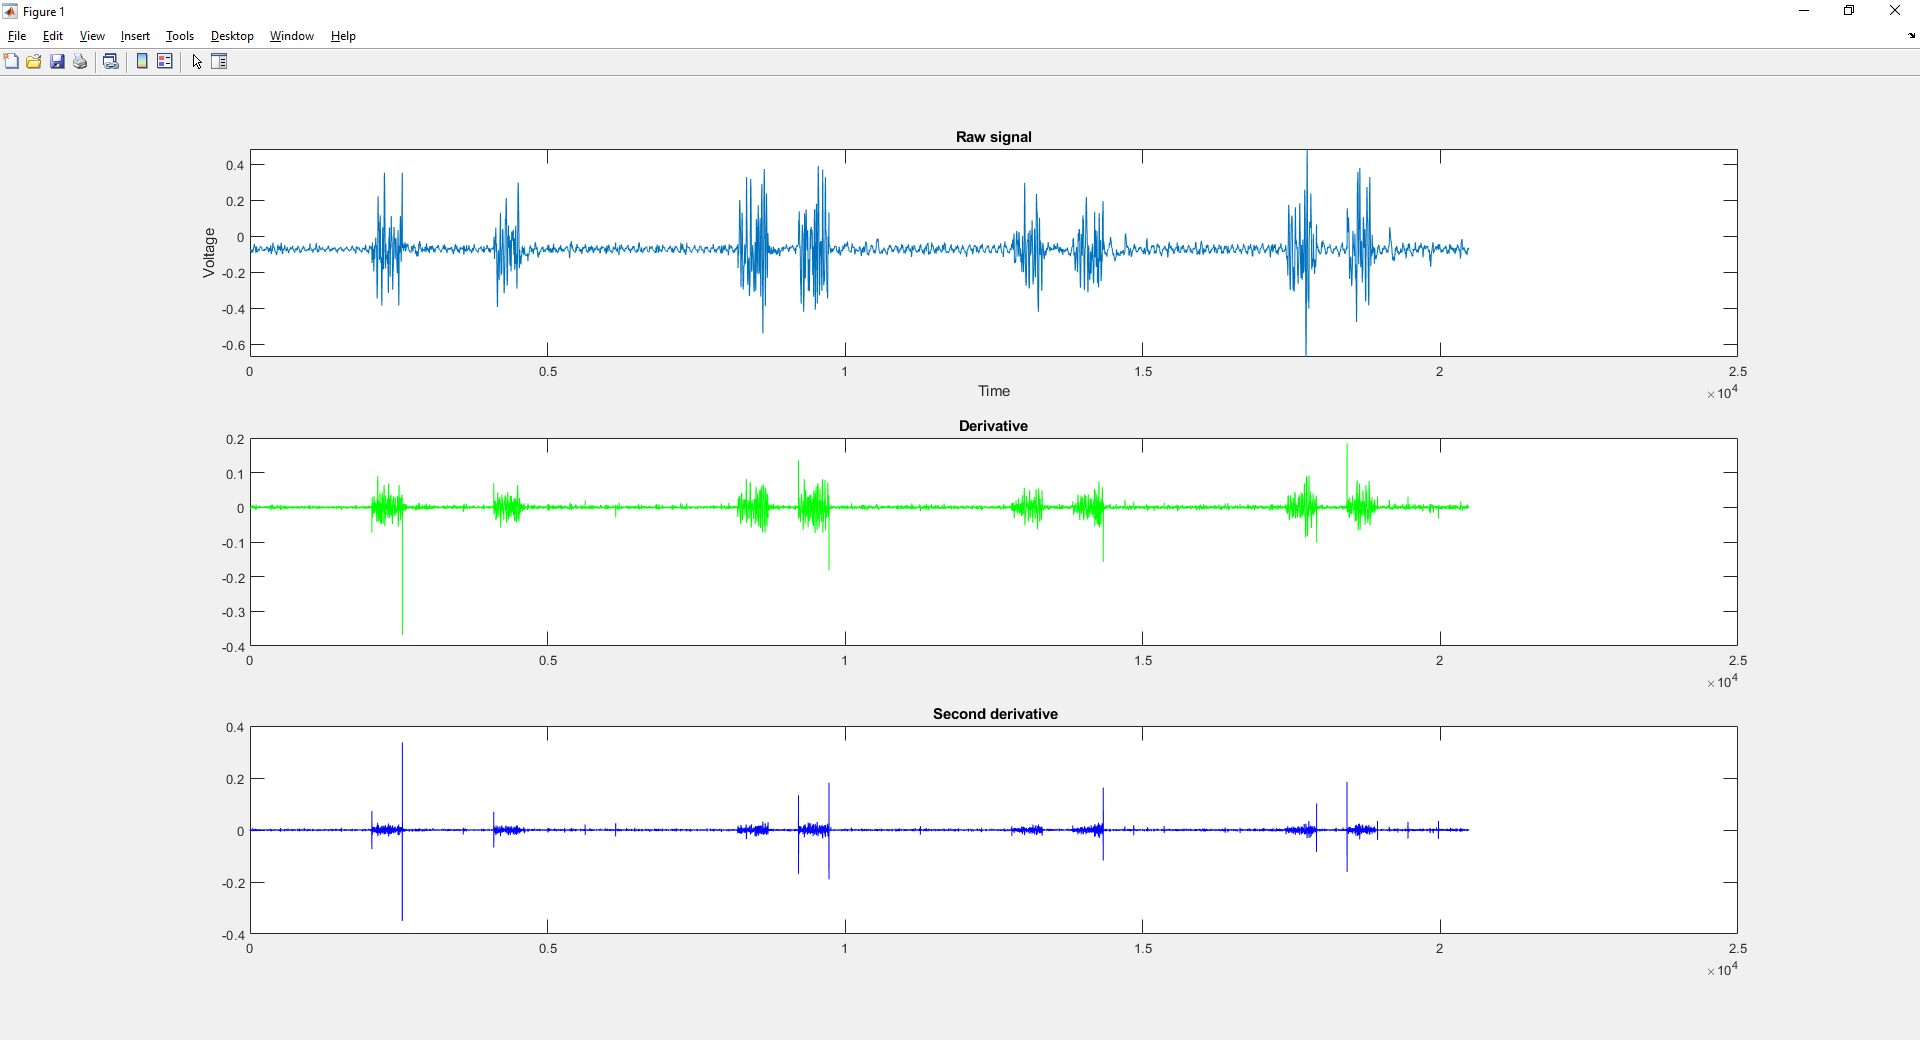 Figure 1
File Edit View Insert Tools Desktop Window Help
Raw signal
0.4
0.2
0
-0.2
-0.4
-0.6
Voltage
0 0.5 1 1.5 2 2.5
Time
×10^4
Derivative
0.2
0.1
0
-0.1
-0.2
-0.3
-0.4
0 0.5 1 1.5 2 2.5
×10^4
Second derivative
0.4
0.2
0
-0.2
-0.4
0 0.5 1 1.5 2 2.5
×10^4